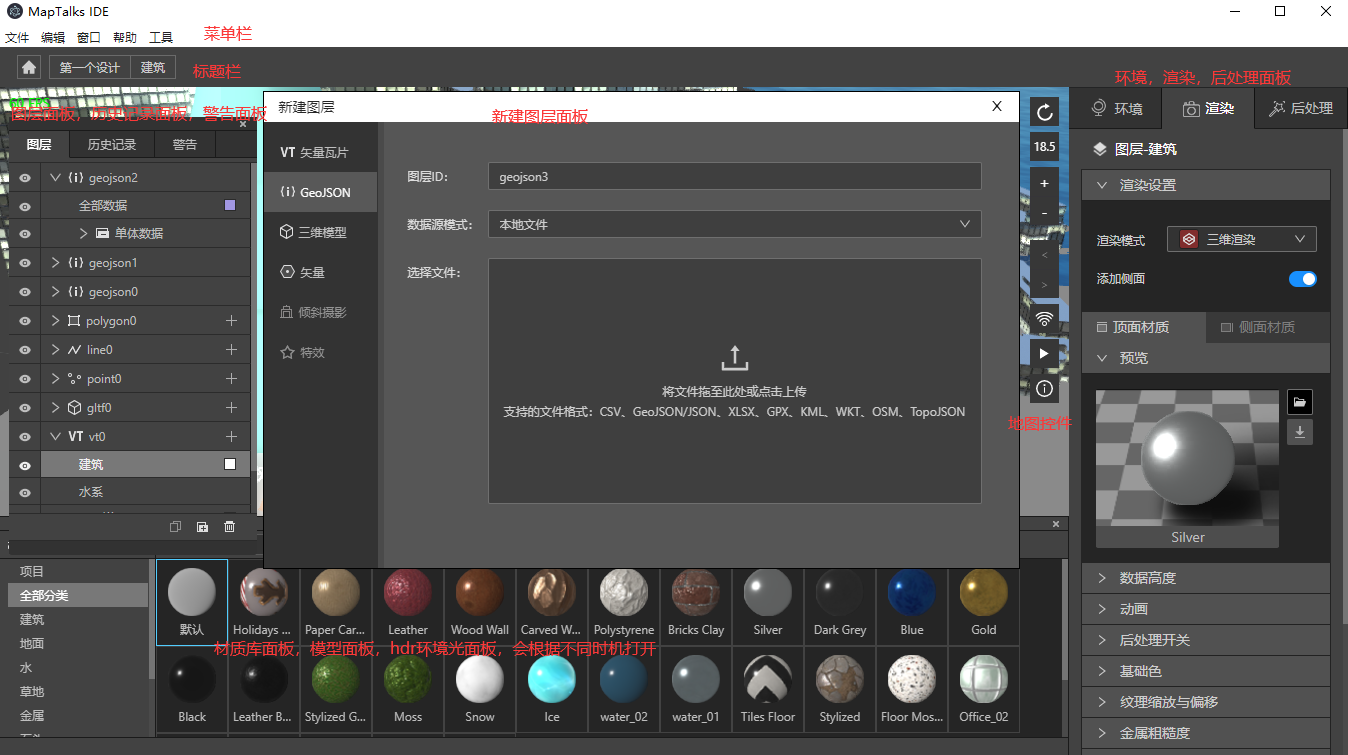 MapTalks IDE
文件 编辑 窗口 帮助 工具
菜单栏
第一个设计 建筑
标题栏
环境，渲染，后处理面板
图层面板，历史记录面板，警告面板
图层 历史记录 警告
geojson2
全部数据
单体数据
geojson1
geojson0
polygon0
line0
point0
gltf0
VT vt0
建筑
水系
新建图层
X
新建图层面板
VT 矢量瓦片
GeoJSON
三维模型
矢量
倾斜摄影
特效
图层ID:
geojson3
数据源模式:
本地文件
选择文件:
将文件拖至此处或点击上传
支持的文件格式: CSV、GeoJSON/JSON、XLSX、GPX、KML、WKT、OSM、TopoJSON
18.5
+
-
<
>
地图控件
环境 渲染 后处理
图层-建筑
渲染设置
渲染模式 三维渲染
添加侧面
顶面材质 侧面材质
预览
Silver
数据高度
动画
后处理开关
基础色
纹理缩放与偏移
金属粗糙度
项目
全部分类
建筑
地面
水
草地
金属
默认 Holidays ... Paper Car... Leather Wood Wall Carved W... Polystyrene Bricks Clay Silver Dark Grey Blue Gold
材质库面板，模型面板，hdr环境光面板，会根据不同时机打开
Black Leather B... Stylized G... Moss Snow Ice water_02 water_01 Tiles Floor Stylized Floor Mos... Office_02